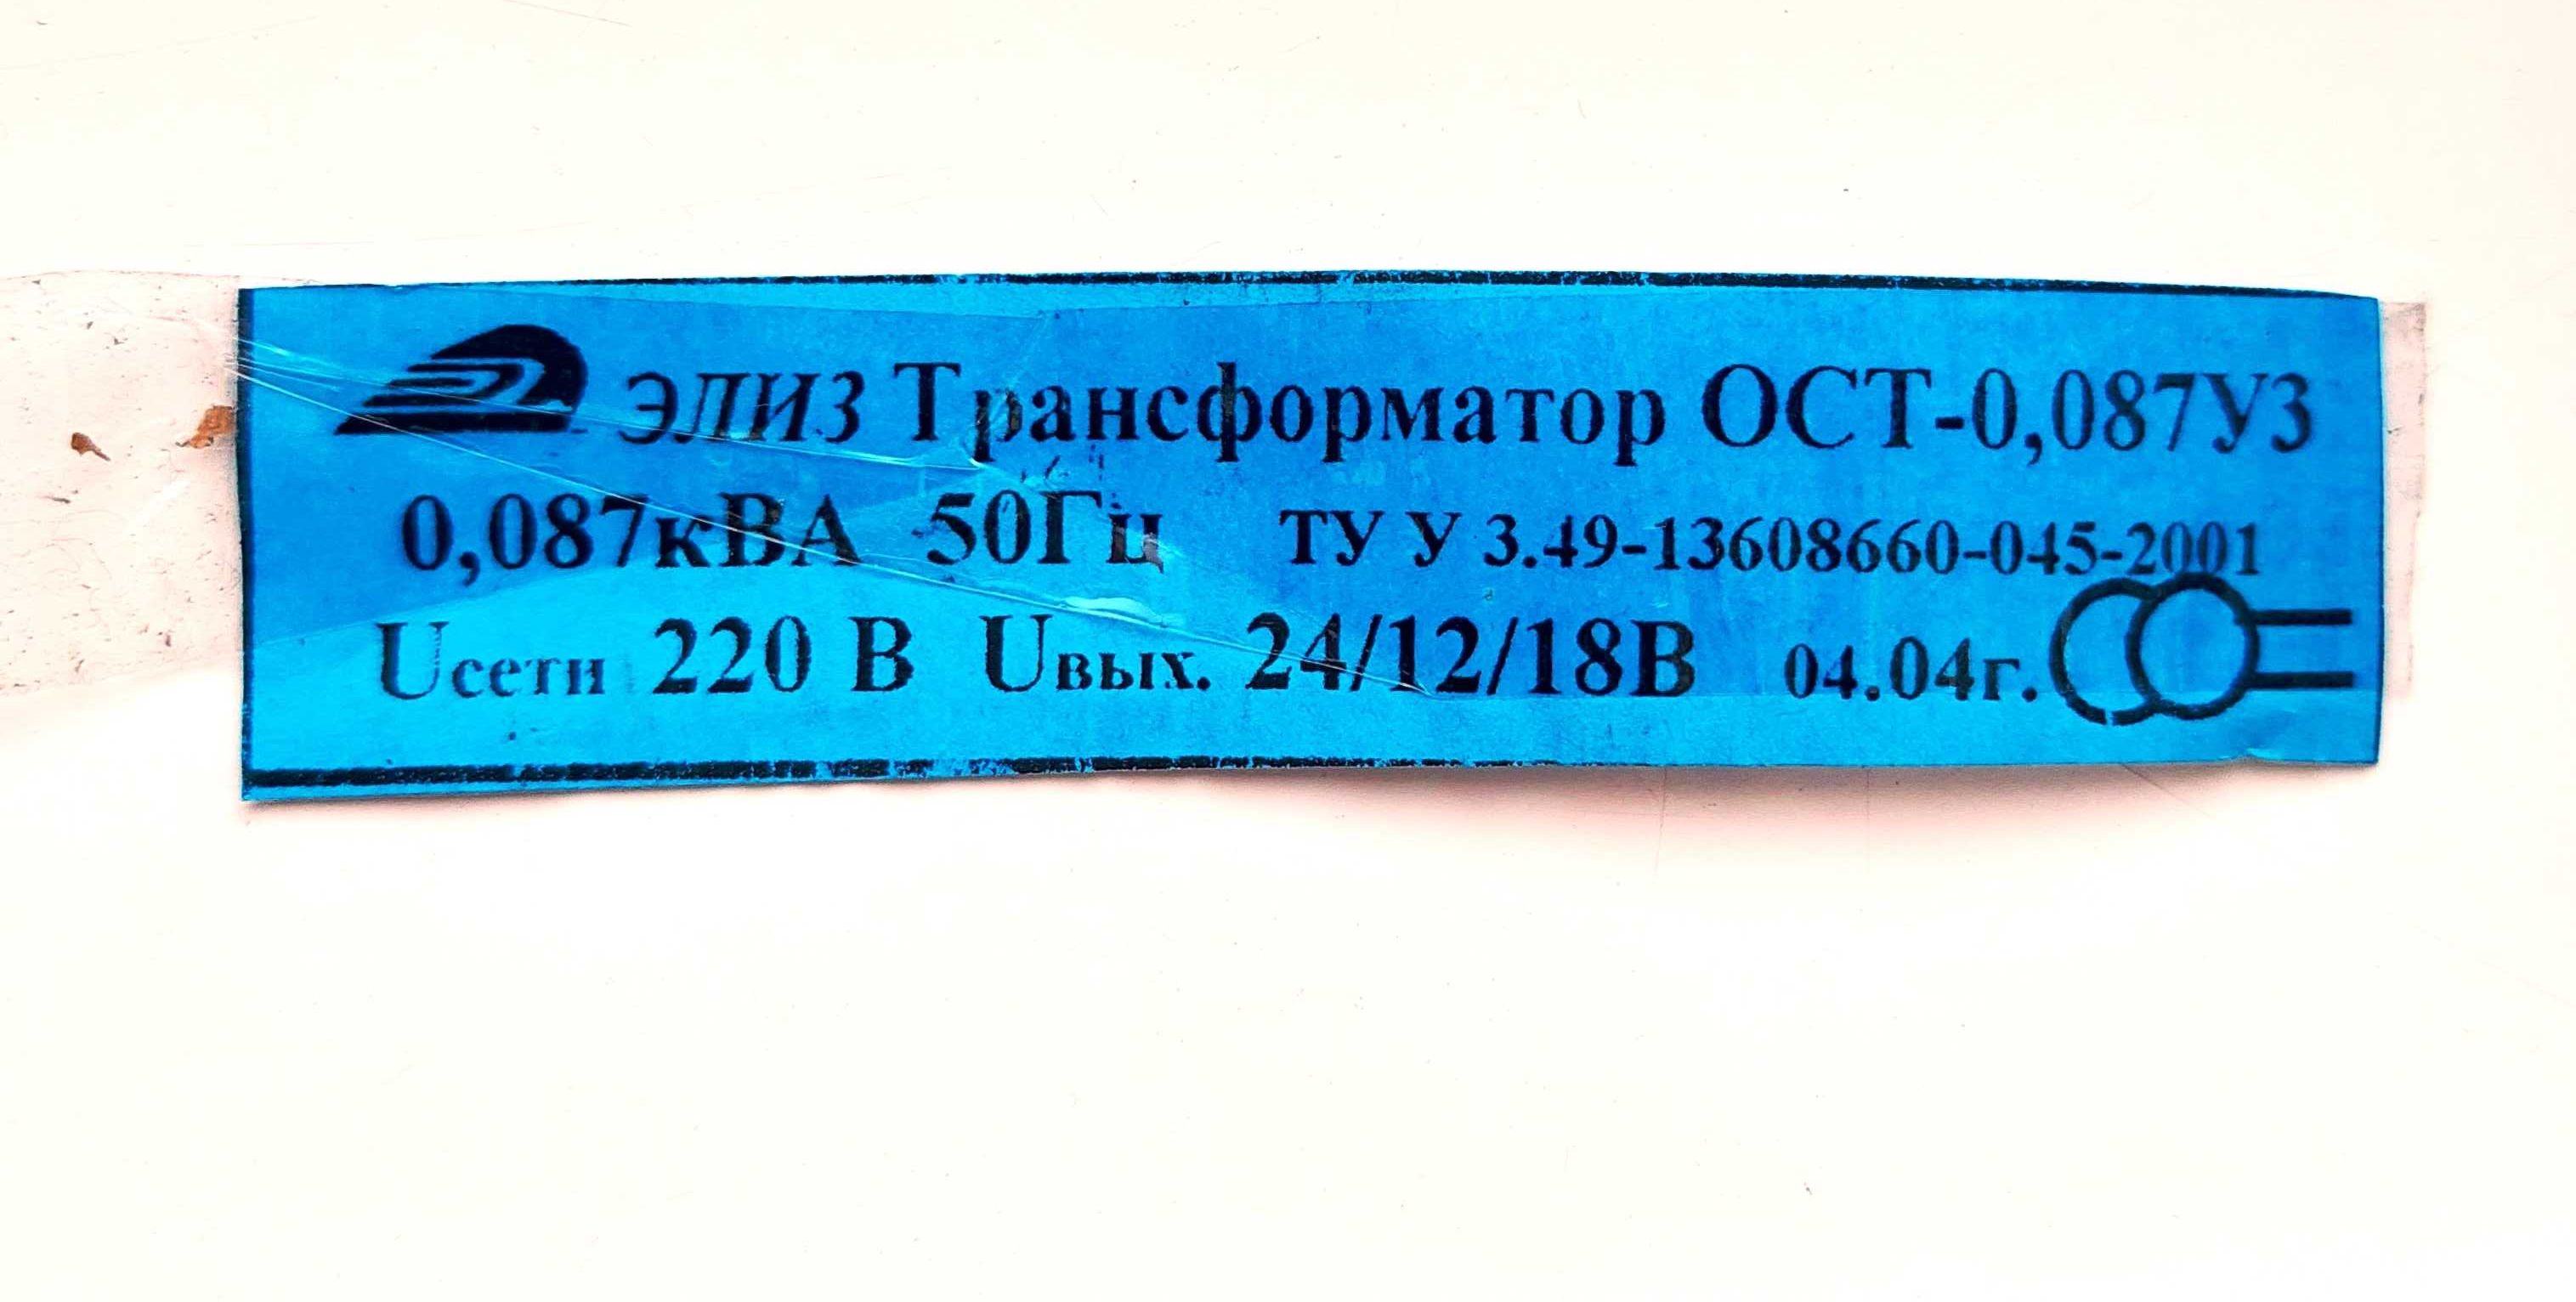 ЭЛИЗ Трансформатор ОСТ-0,087У3
0,087кВА 50Гц ТУ У 3.49-13608660-045-2001
Uсети 220 В Uвых. 24/12/18В 04.04г.